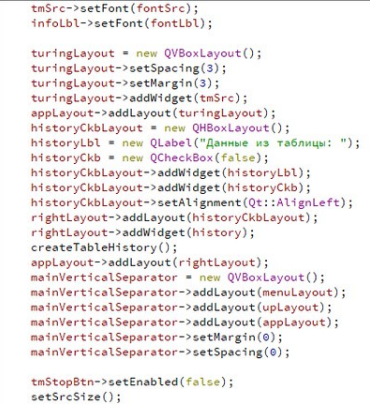 tmSrc->setFont(fontSrc);
infoLbl->setFont(fontLbl);
turingLayout = new QVBoxLayout();
turingLayout->setSpacing(3);
turingLayout->setMargin(3);
turingLayout->addWidget(tmSrc);
appLayout->addLayout(turingLayout);
historyCkbLayout = new QHBoxLayout();
historyLbl = new QLabel("Данные из таблицы: ");
historyCkb = new QCheckBox(false);
historyCkbLayout->addWidget(historyLbl);
historyCkbLayout->addWidget(historyCkb);
historyCkbLayout->setAlignment(Qt::AlignLeft);
rightLayout->addLayout(historyCkbLayout);
rightLayout->addWidget(history);
createTableHistory();
appLayout->addLayout(rightLayout);
mainVerticalSeparator = new QVBoxLayout();
mainVerticalSeparator->addLayout(menuLayout);
mainVerticalSeparator->addLayout(upLayout);
mainVerticalSeparator->addLayout(appLayout);
mainVerticalSeparator->setMargin(0);
mainVerticalSeparator->setSpacing(0);
tmStopBtn->setEnabled(false);
setSrcSize();